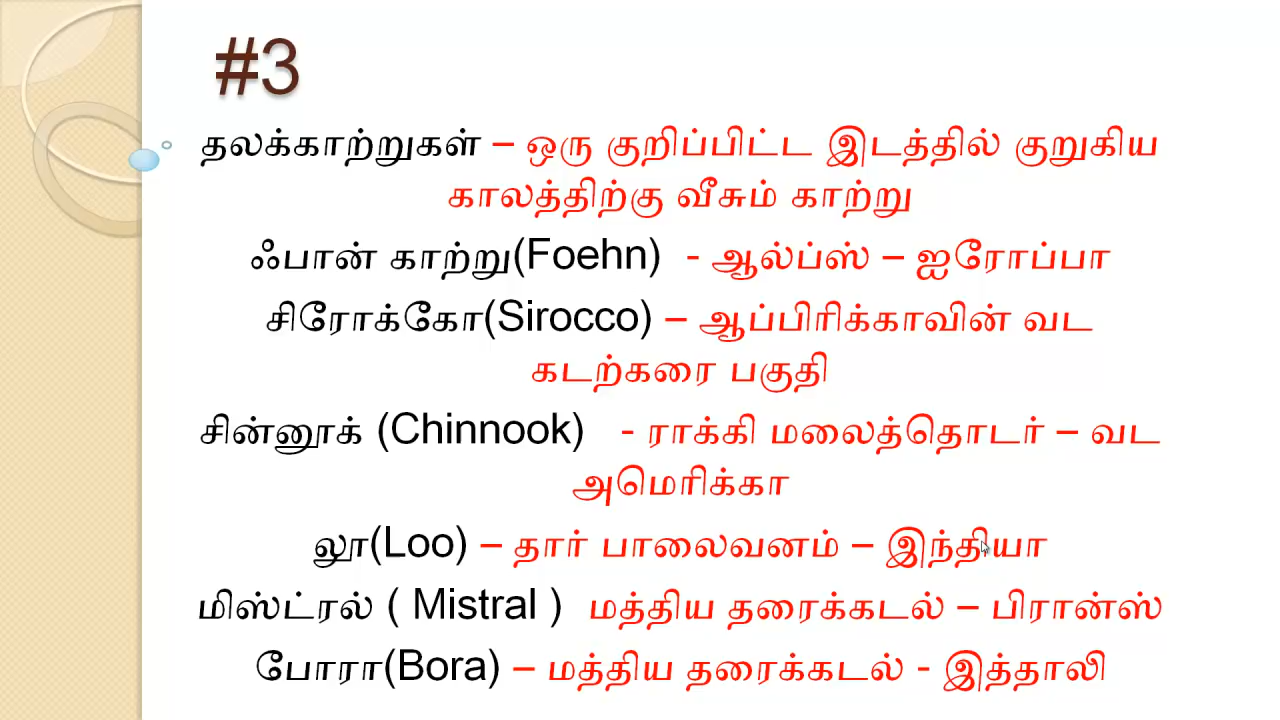 #3
தலக்காற்றுகள் – ஒரு குறிப்பிட்ட இடத்தில் குறுகிய
காலத்திற்கு வீசும் காற்று
ஃபான் காற்று(Foehn) - ஆல்ப்ஸ் – ஐரோப்பா
சிரோக்கோ(Sirocco) – ஆப்பிரிக்காவின் வட
கடற்கரை பகுதி
சின்னூக் (Chinnook) - ராக்கி மலைத்தொடர் – வட
அமெரிக்கா
லூ(Loo) – தார் பாலைவனம் – இந்தியா
மிஸ்ட்ரல் ( Mistral ) மத்திய தரைக்கடல் – பிரான்ஸ்
போரா(Bora) – மத்திய தரைக்கடல் - இத்தாலி